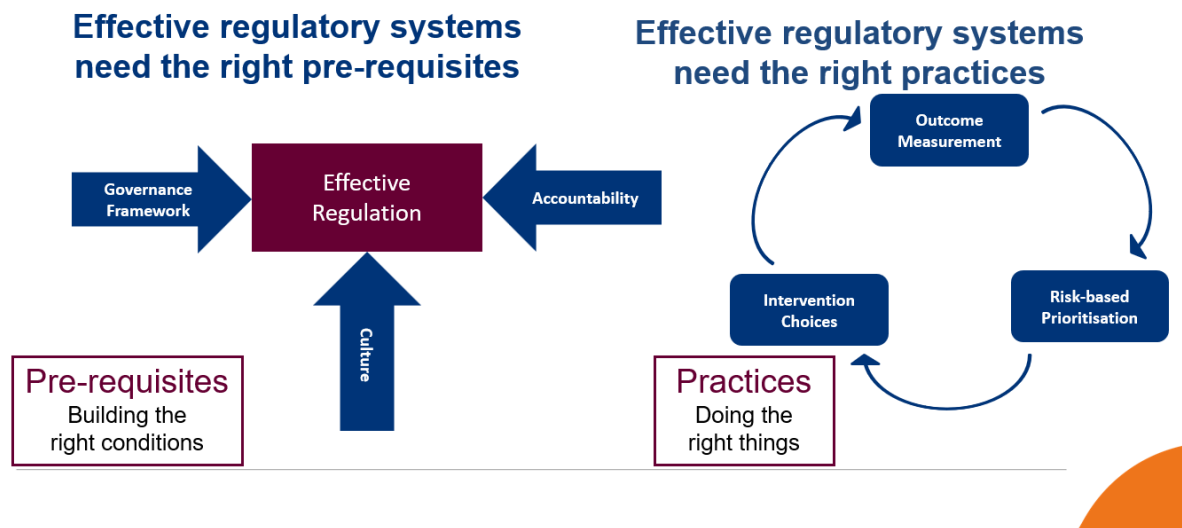 Effective regulatory systems
need the right pre-requisites
Governance
Framework
Effective
Regulation
Accountability
Culture
Pre-requisites
Building the
right conditions
Effective regulatory systems
need the right practices
Outcome
Measurement
Risk-based
Prioritisation
Intervention
Choices
Practices
Doing the
right things